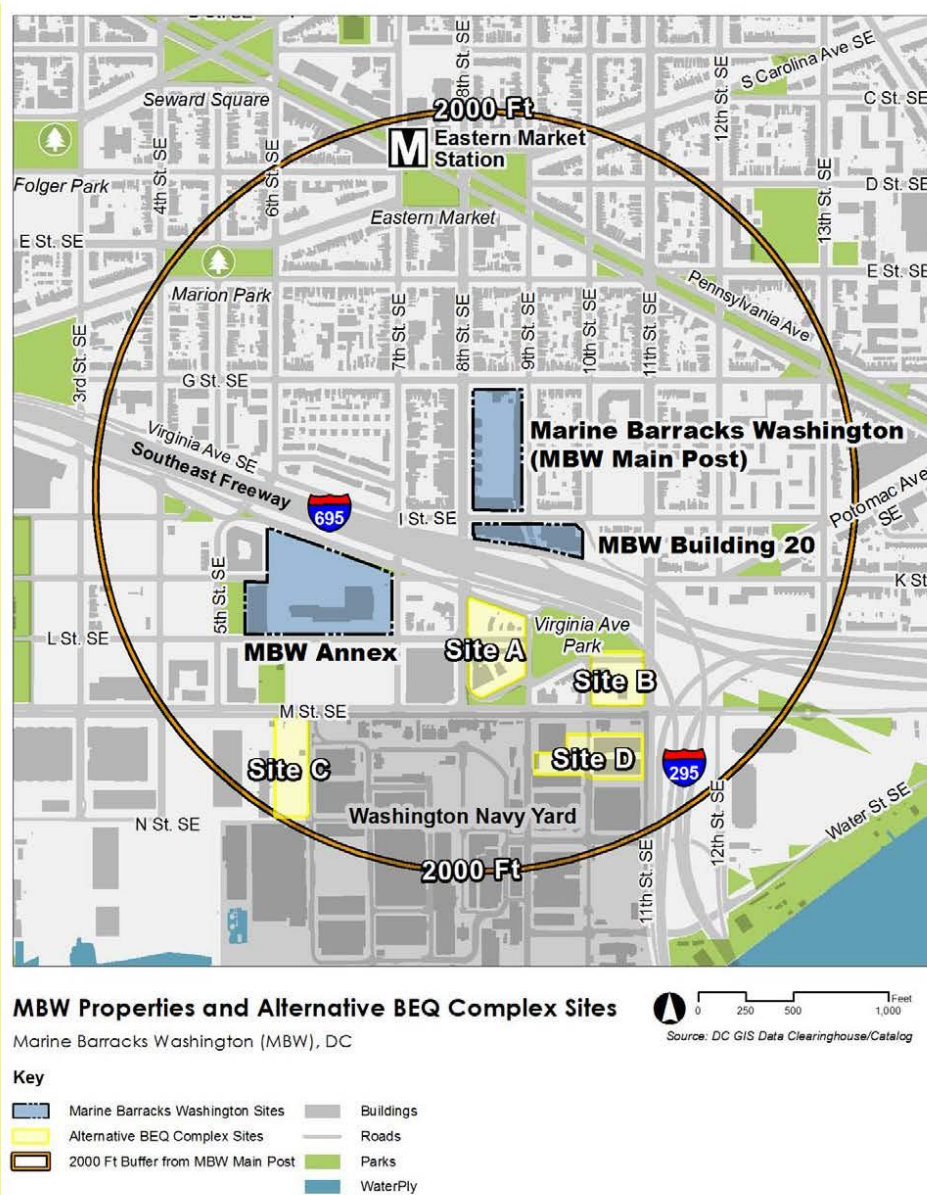 8th St. SE
2000 Ft
S Carolina Ave SE
12th St. SE
C St. SE
Seward Square
M
Eastern Market
Station
4th St. SE
6th St. SE
Folger Park
D St. SE
13th St. SE
Eastern Market
E St. SE
E St. SE
Marion Park
Pennsylvania Ave
3rd St. SE
7th St. SE
8th St. SE
9th St. SE
10th St. SE
11th St. SE
G St. SE
Virginia Ave SE
Southeast Freeway
Marine Barracks Washington
(MBW Main Post)
695
I St. SE
Potomac Ave
SE
MBW Building 20
5th St. SE
K St
L St. SE
MBW Annex
Site A
Virginia Ave
Park
Site B
M St. SE
Site C
Site D
295
N St. SE
Washington Navy Yard
Water St SE
2000 Ft
11th St. SE
12th St. SE
MBW Properties and Alternative BEQ Complex Sites
Marine Barracks Washington (MBW), DC
Feet
0 250 500 1,000
Source: DC GIS Data Clearinghouse/Catalog
Key
Marine Barracks Washington Sites
Buildings
Alternative BEQ Complex Sites
Roads
2000 Ft Buffer from MBW Main Post
Parks
WaterPly